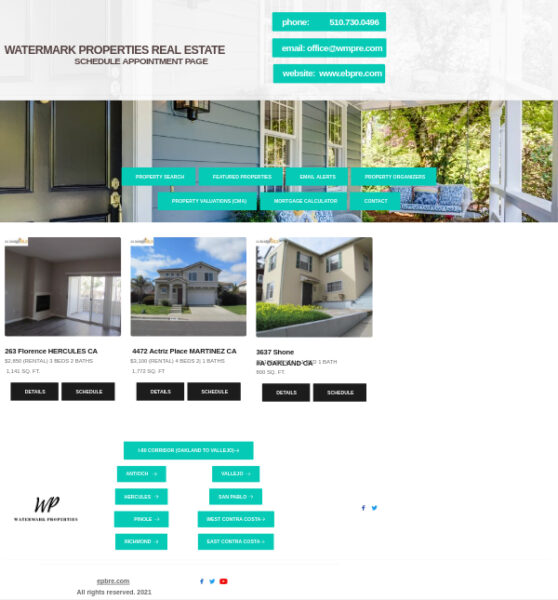 WATERMARK PROPERTIES REAL ESTATE
SCHEDULE APPOINTMENT PAGE
phone: 510.730.0496
email: office@wmpre.com
website: www.ebpre.com
PROPERTY SEARCH
FEATURED PROPERTIES
EMAIL ALERTS
PROPERTY ORGANIZERS
PROPERTY VALUATIONS (CMA)
MORTGAGE CALCULATOR
CONTACT
263 Florence HERCULES CA
$2,850 (RENTAL) 3 BEDS 2 BATHS
1,141 SQ. FT.
DETAILS
SCHEDULE
4472 Actriz Place MARTINEZ CA
$3,100 (RENTAL) 4 BEDS 2| 1 BATHS
1,772 SQ. FT
DETAILS
SCHEDULE
3637 Shone
OAKLAND CA
1 BATH
800 SQ. FT.
DETAILS
SCHEDULE
I-80 CORRIDOR (OAKLAND TO VALLEJO)→
ANTIOCH →
VALLEJO →
HERCULES →
SAN PABLO →
PINOLE →
WEST CONTRA COSTA→
RICHMOND →
EAST CONTRA COSTA→
WP
WATERMARK PROPERTIES
epbre.com
All rights reserved. 2021